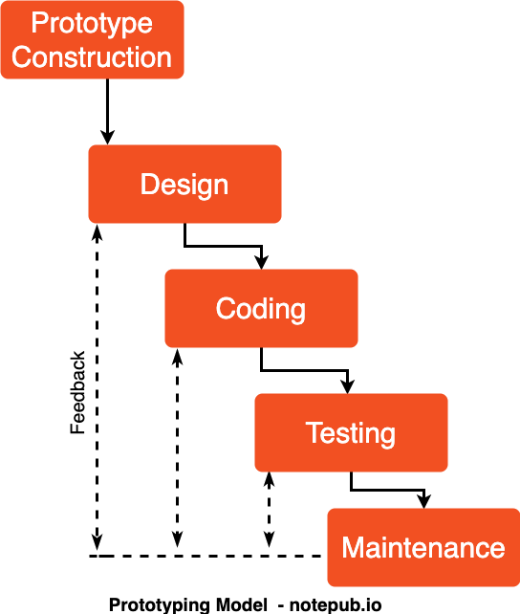 Prototype
Construction
Design
Coding
Feedback
Testing
Maintenance
Prototyping Model - notepub.io